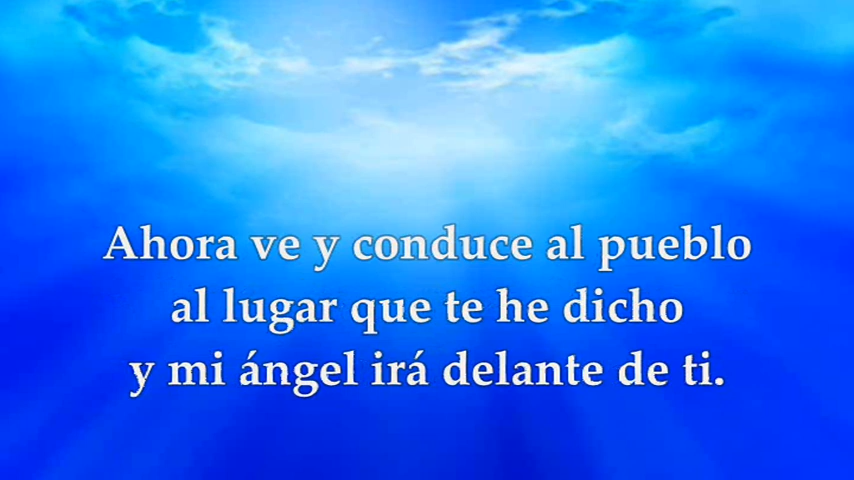 Ahora ve y conduce al pueblo
al lugar que te he dicho
y mi ángel irá delante de ti.